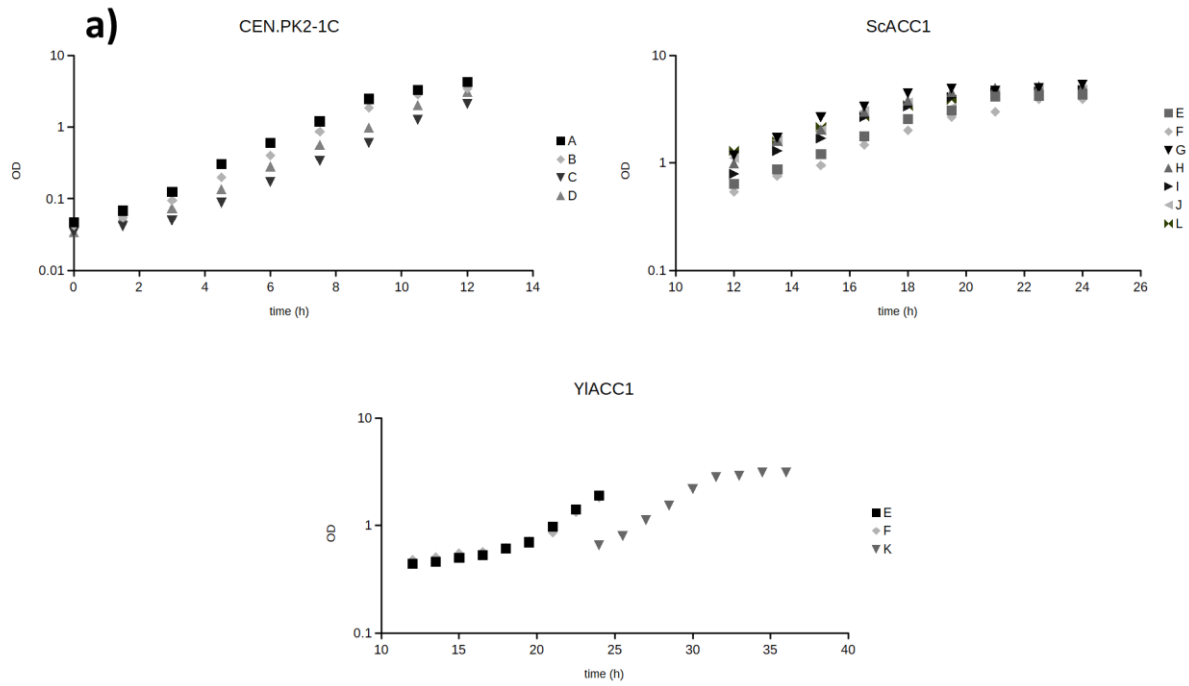 a)
CEN.PK2-1C
10
1
0.1
0.01
OD
0 2 4 6 8 10 12 14
time (h)
A
B
C
D
ScACC1
10
1
0.1
OD
10 12 14 16 18 20 22 24 26
time (h)
E
F
G
H
I
J
L
YlACC1
10
1
0.1
OD
10 15 20 25 30 35 40
time (h)
E
F
K